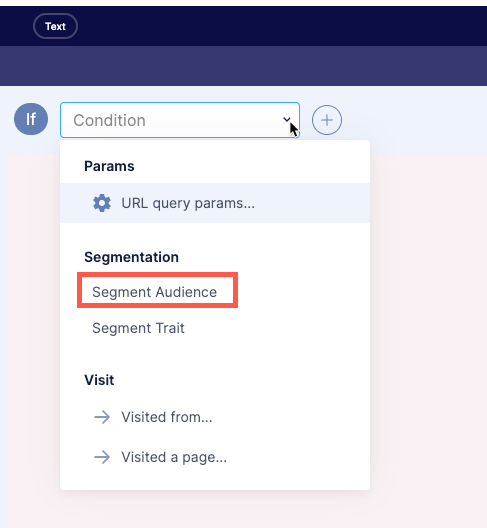 Text
If
Condition
Params
URL query params...
Segmentation
Segment Audience
Segment Trait
Visit
Visited from...
Visited a page...